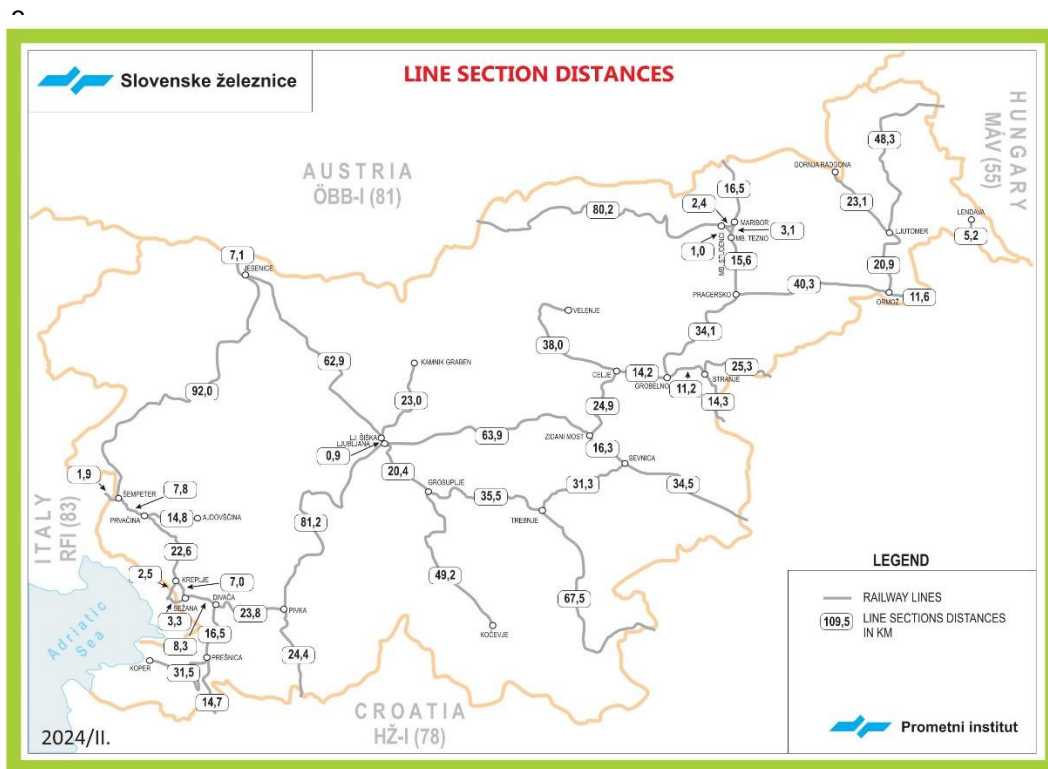 Slovenske železnice
LINE SECTION DISTANCES
AUSTRIA
ÖBB-I (81)
HUNGARY
MÁV (55)
48,3
GORNJA RADGONA
16,5
23,1
80,2
2,4
MARIBOR
3,1
LENDAVA
5,2
LJUTOMER
MB. TEZNO
1,0
MB. STUDENCI
15,6
7,1
JESENICE
20,9
40,3
PRAGERSKO
ORMOŽ
11,6
VELENJE
34,1
38,0
62,9
KAMNIK GRABEN
25,3
CELJE
14,2
GROBELNO
11,2
STRANJE
14,3
92,0
23,0
24,9
LJ. ŠIŠKA
LJUBLJANA
63,9
ZIDANI MOST
0,9
16,3
20,4
SEVNICA
1,9
7,8
GROSUPLJE
31,3
34,5
ŠEMPETER
35,5
ITALY
RFI (83)
PRVAČINA
14,8
AJDOVŠČINA
81,2
TREBNJE
22,6
LEGEND
2,5
KREPLJE
7,0
49,2
RAILWAY LINES
DIVAČA
SEŽANA
23,8
PIVKA
67,5
109,5
LINE SECTIONS DISTANCES
IN KM
3,3
16,5
KOČEVJE
Adriatic
Sea
8,3
PREŠNICA
24,4
KOPER
31,5
14,7
CROATIA
HŽ-I (78)
2024/II.
Prometni institut